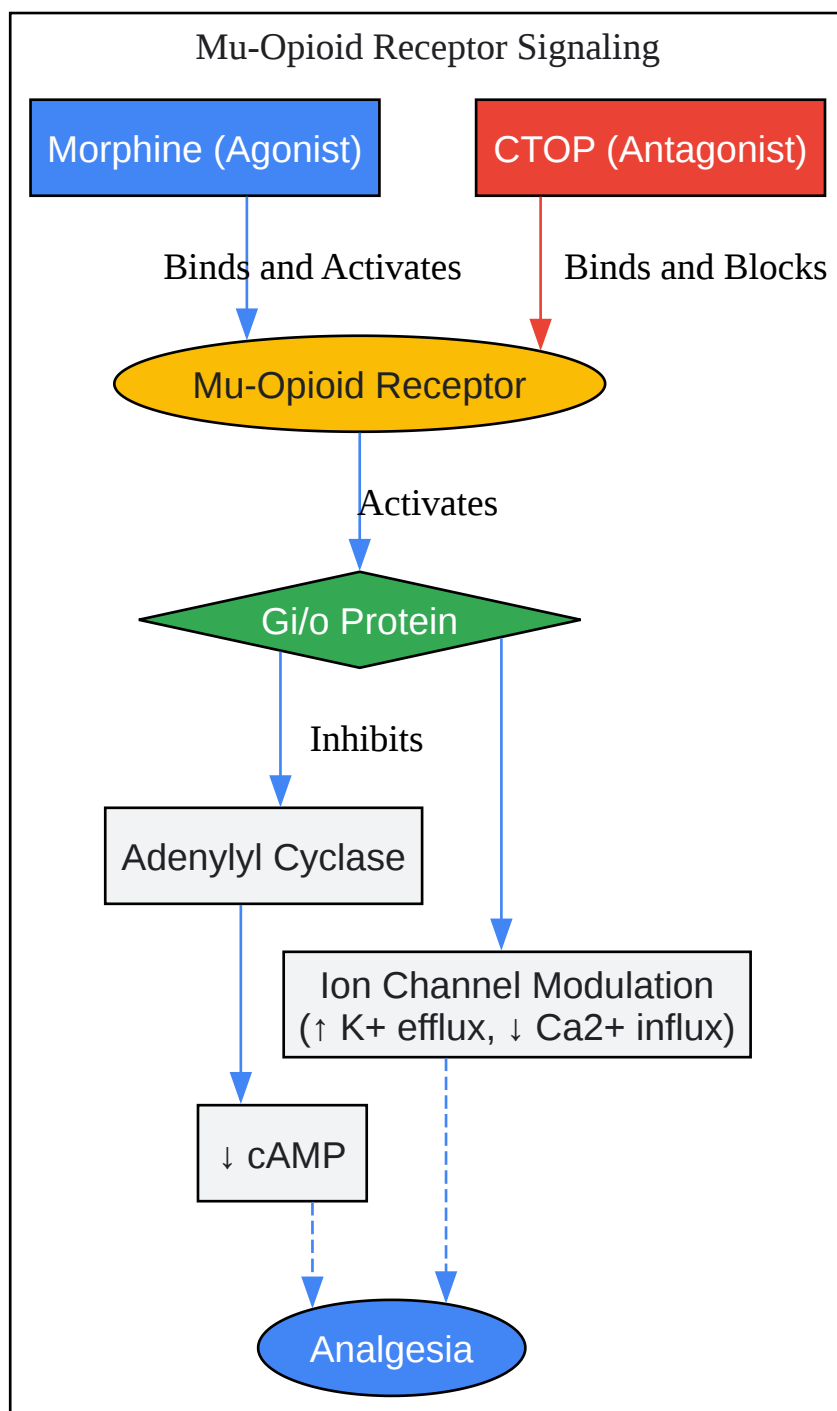 Mu-Opioid Receptor Signaling
Morphine (Agonist)
CTOP (Antagonist)
Binds and Activates
Binds and Blocks
Mu-Opioid Receptor
Activates
Gi/o Protein
Inhibits
Adenylyl Cyclase
Ion Channel Modulation
(↑ K+ efflux, ↓ Ca2+ influx)
↓ cAMP
Analgesia